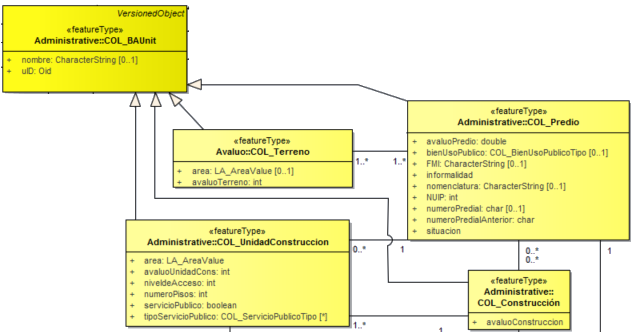 VersionedObject
«featureType»
Administrative::COL_BAUnit
+ nombre: CharacterString [0..1]
+ uID: Oid
«featureType»
Avaluo::COL_Terreno
+ area: LA_AreaValue [0..1]
+ avaluoTerreno: int
1..*
1..*
«featureType»
Administrative::COL_Predio
+ avaluoPredio: double
+ bienUsoPublico: COL_BienUsoPublicoTipo [0..1]
+ FMI: CharacterString [0..1]
+ informalidad
+ nomenclatura: CharacterString [0..1]
+ NUIP: int
+ numeroPredial: char [0..1]
+ numeroPredialAnterior: char
+ situacion
«featureType»
Administrative::COL_UnidadConstruccion
+ area: LA_AreaValue
+ avaluoUnidadCons: int
+ niveldeAcceso: int
+ numeroPisos: int
+ servicioPublico: boolean
+ tipoServicioPublico: COL_ServicioPublicoTipo [*]
0..*
1
0..*
0..*
1
«featureType»
Administrative::
COL_Construcción
+ avaluoConstruccion
1..*
1